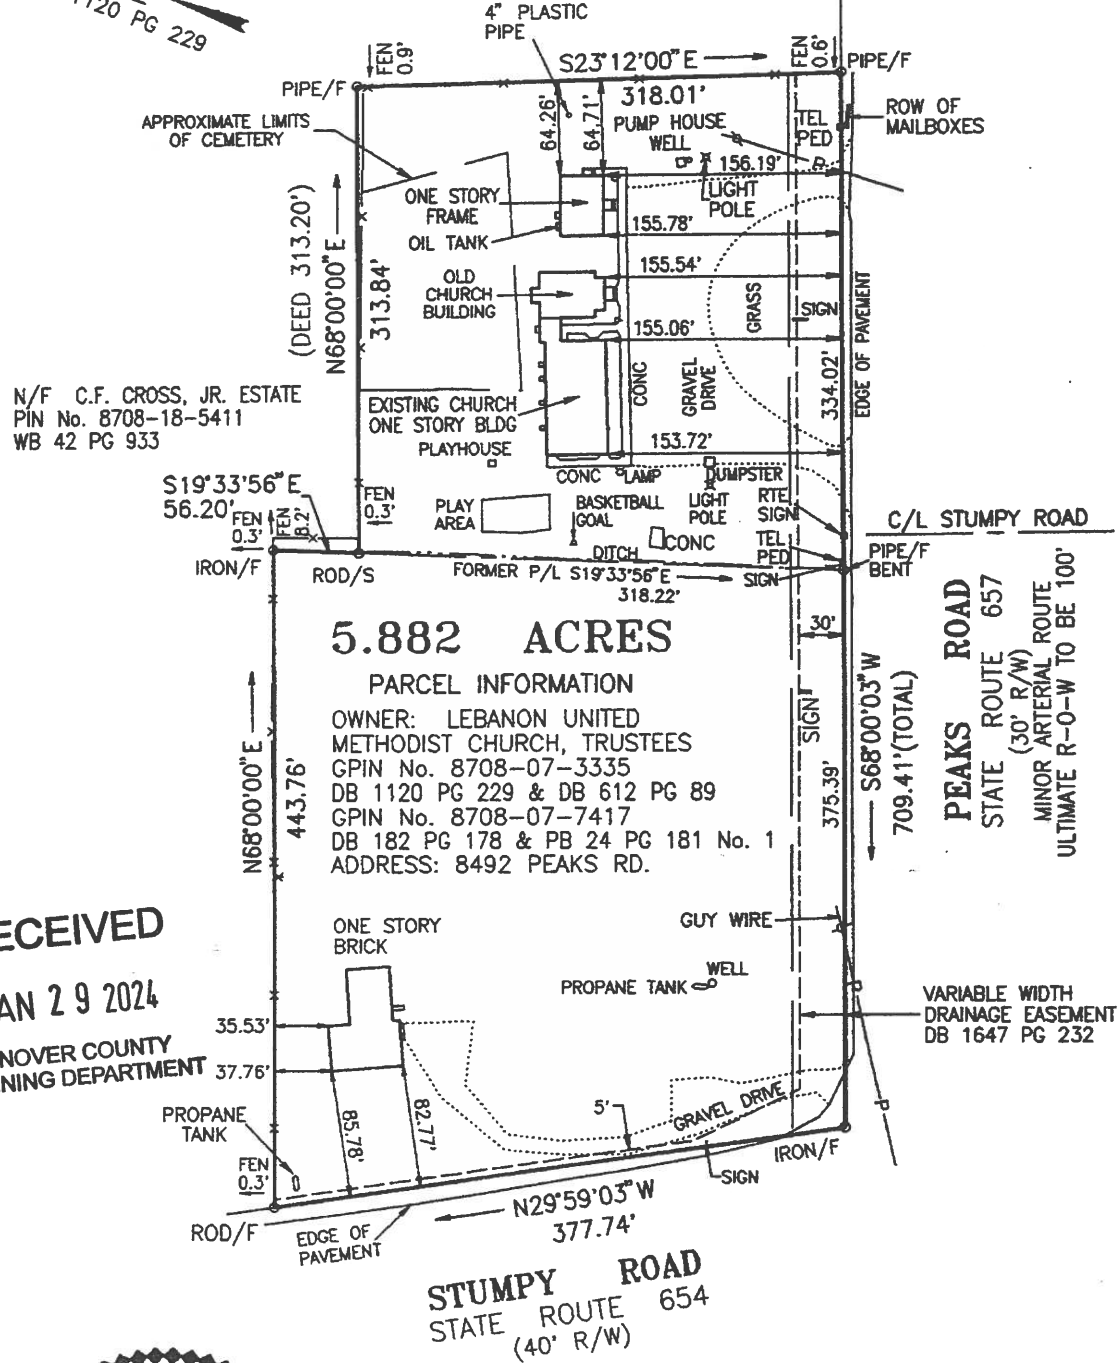 1120 PG 229
4" PLASTIC
PIPE
FEN
0.9'
S23°12'00"E
318.01'
FEN
0.6'
PIPE/F
PIPE/F
APPROXIMATE LIMITS
OF CEMETERY
64.26'
64.71'
PUMP HOUSE
WELL
TEL
PED
ROW OF
MAILBOXES
156.19'
P
LIGHT
POLE
ONE STORY
FRAME
OIL TANK
155.78'
(DEED 313.20')
N68°00'00"E
313.84'
OLD
CHURCH
BUILDING
155.54'
GRASS
SIGN
155.06'
EDGE OF PAVEMENT
334.02'
N/F C.F. CROSS, JR. ESTATE
PIN No. 8708-18-5411
WB 42 PG 933
EXISTING CHURCH
ONE STORY BLDG
CONC
GRAVEL
DRIVE
PLAYHOUSE
153.72'
S19°33'56"E
56.20'
CONC
LAMP
DUMPSTER
FEN
0.3'
FEN
8.2'
FEN
0.3'
PLAY
AREA
BASKETBALL
GOAL
LIGHT
POLE
RTE
SIGN
C/L STUMPY ROAD
IRON/F
ROD/S
DITCH
CONC
TEL
PED
PIPE/F
BENT
FORMER P/L S19°33'56"E
318.22'
SIGN
30'
5.882 ACRES
PARCEL INFORMATION
OWNER: LEBANON UNITED
METHODIST CHURCH, TRUSTEES
GPIN No. 8708-07-3335
DB 1120 PG 229 & DB 612 PG 89
GPIN No. 8708-07-7417
DB 182 PG 178 & PB 24 PG 181 No. 1
ADDRESS: 8492 PEAKS RD.
N68°00'00"E
443.76'
SIGN
375.39'
S68°00'03"W
709.41'(TOTAL)
PEAKS ROAD
STATE ROUTE 657
(30' R/W)
MINOR ARTERIAL ROUTE
ULTIMATE R-O-W TO BE 100'
ECEIVED
AN 2 9 2024
NOVER COUNTY
NING DEPARTMENT
ONE STORY
BRICK
GUY WIRE
WELL
PROPANE TANK
P
VARIABLE WIDTH
DRAINAGE EASEMENT
DB 1647 PG 232
35.53'
37.76'
PROPANE
TANK
85.78'
82.77'
5'
GRAVEL DRIVE
P
FEN
0.3'
IRON/F
SIGN
ROD/F
EDGE OF
PAVEMENT
N29°59'03"W
377.74'
STUMPY ROAD
STATE ROUTE 654
(40' R/W)